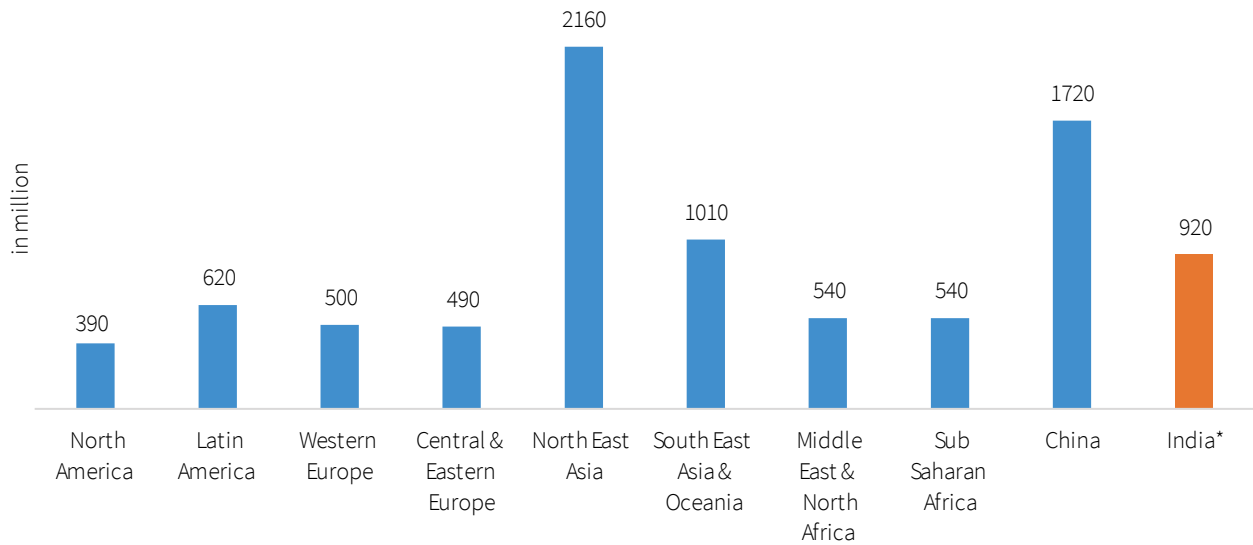 2160
1720
1010
920
620
540
540
500
490
390
in million
North
America
Latin
America
Western
Europe
Central &
Eastern
Europe
North East
Asia
South East
Asia &
Oceania
Middle
East &
North
Africa
Sub
Saharan
Africa
China
India*